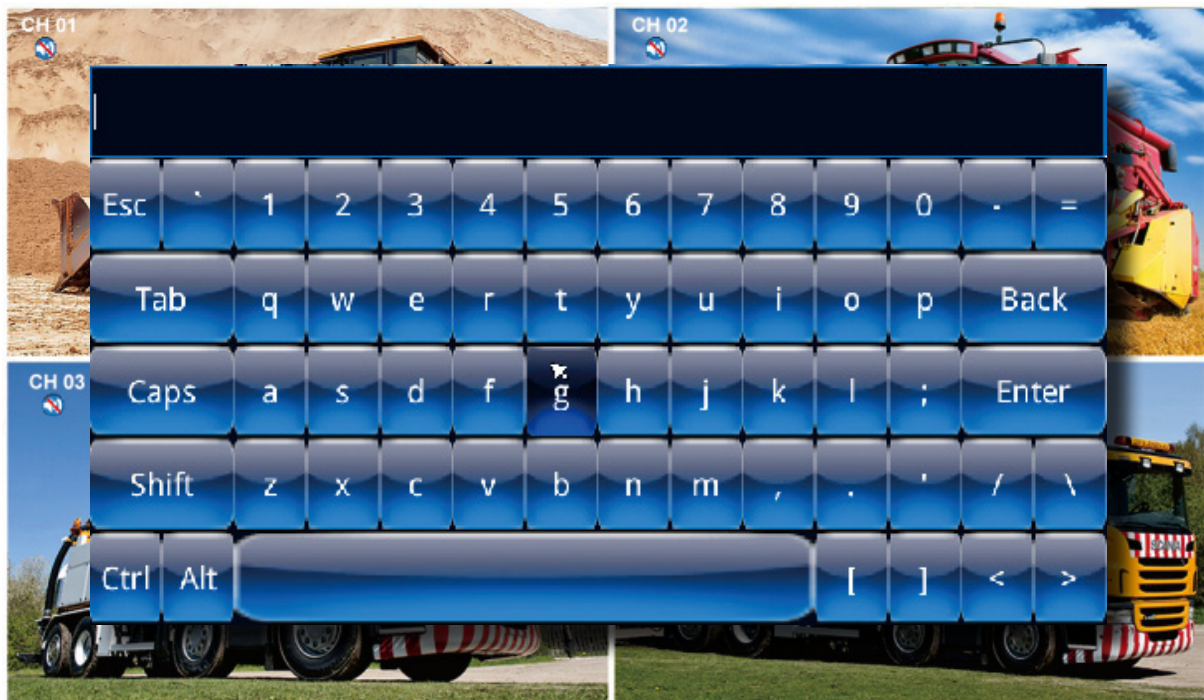 CH 01
CH 02
Esc ` 1 2 3 4 5 6 7 8 9 0 - =
Tab q w e r t y u i o p Back
Caps a s d f g h j k l ; Enter
CH 03
Shift z x c v b n m , . ' / \
SCANIA
Ctrl Alt [ ] < >